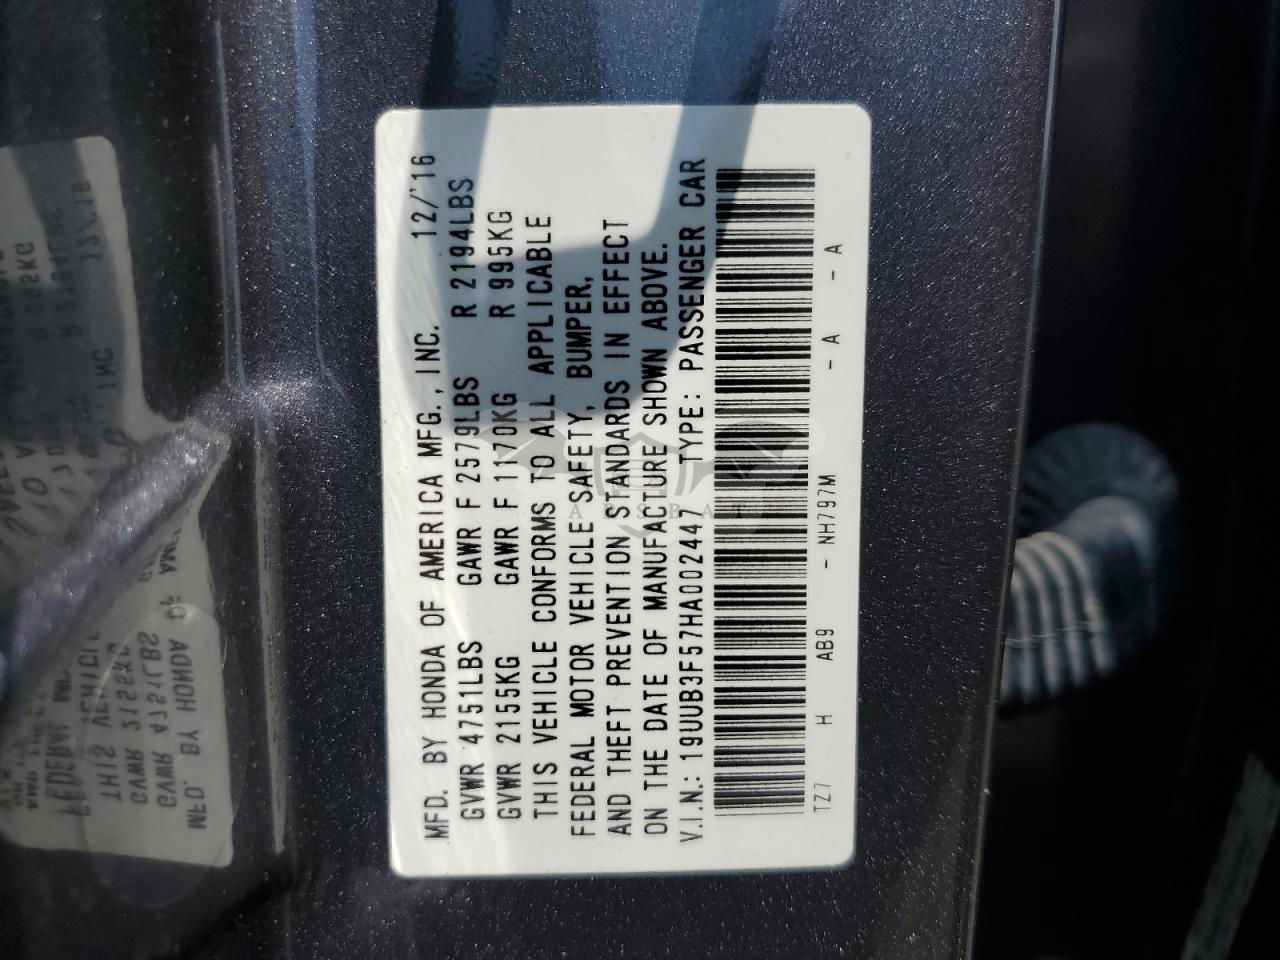 MFD. BY HONDA OF AMERICA MFG., INC. 12/'16
GVWR 4751LBS GAWR F 2579LBS R 2194LBS
GVWR 2155KG GAWR F 1170KG R 995KG
THIS VEHICLE CONFORMS TO ALL APPLICABLE
FEDERAL MOTOR VEHICLE SAFETY, BUMPER,
AND THEFT PREVENTION STANDARDS IN EFFECT
ON THE DATE OF MANUFACTURE SHOWN ABOVE.
V.I.N.: 19UUB3F57HA002447 TYPE: PASSENGER CAR
TZ7 H AB9 - NH797M - A - A